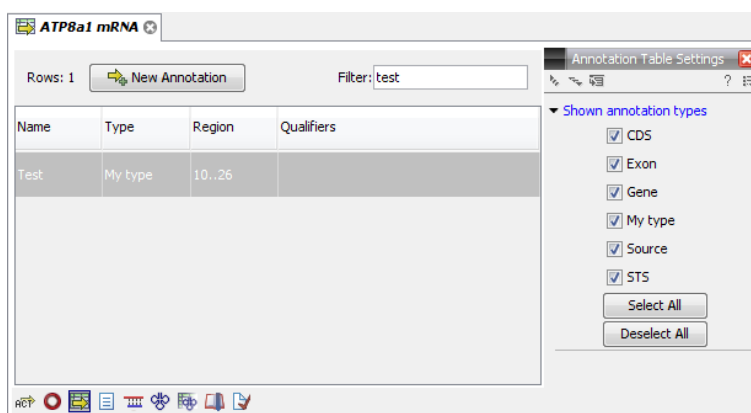 ATP8a1 mRNA
Rows: 1 New Annotation Filter: test
Name Type Region Qualifiers
Test My type 10..26
Annotation Table Settings
?
Shown annotation types
CDS
Exon
Gene
My type
Source
STS
Select All
Deselect All
ACT